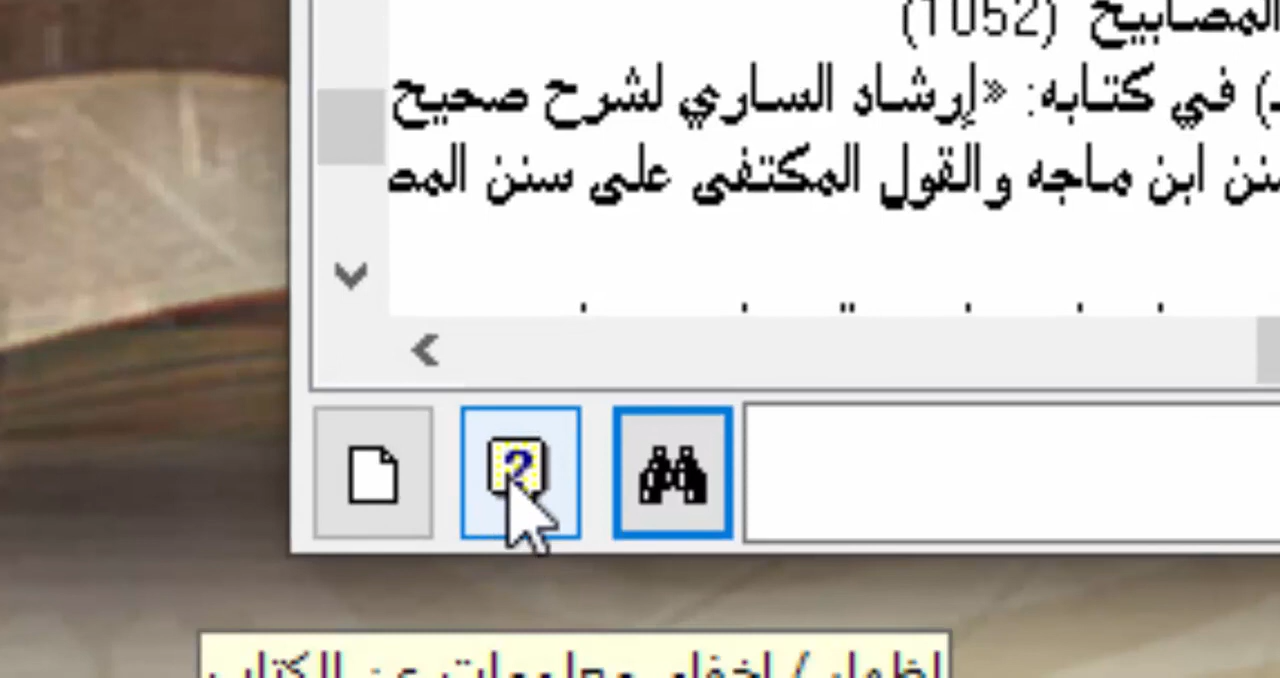 المصابيح (1052)
) في كتابه: «إرشاد الساري لشرح صحيح
سنن ابن ماجه والقول المكتفى على سنن المص
?
إظهار / إخفاء معلومات عن الكتاب